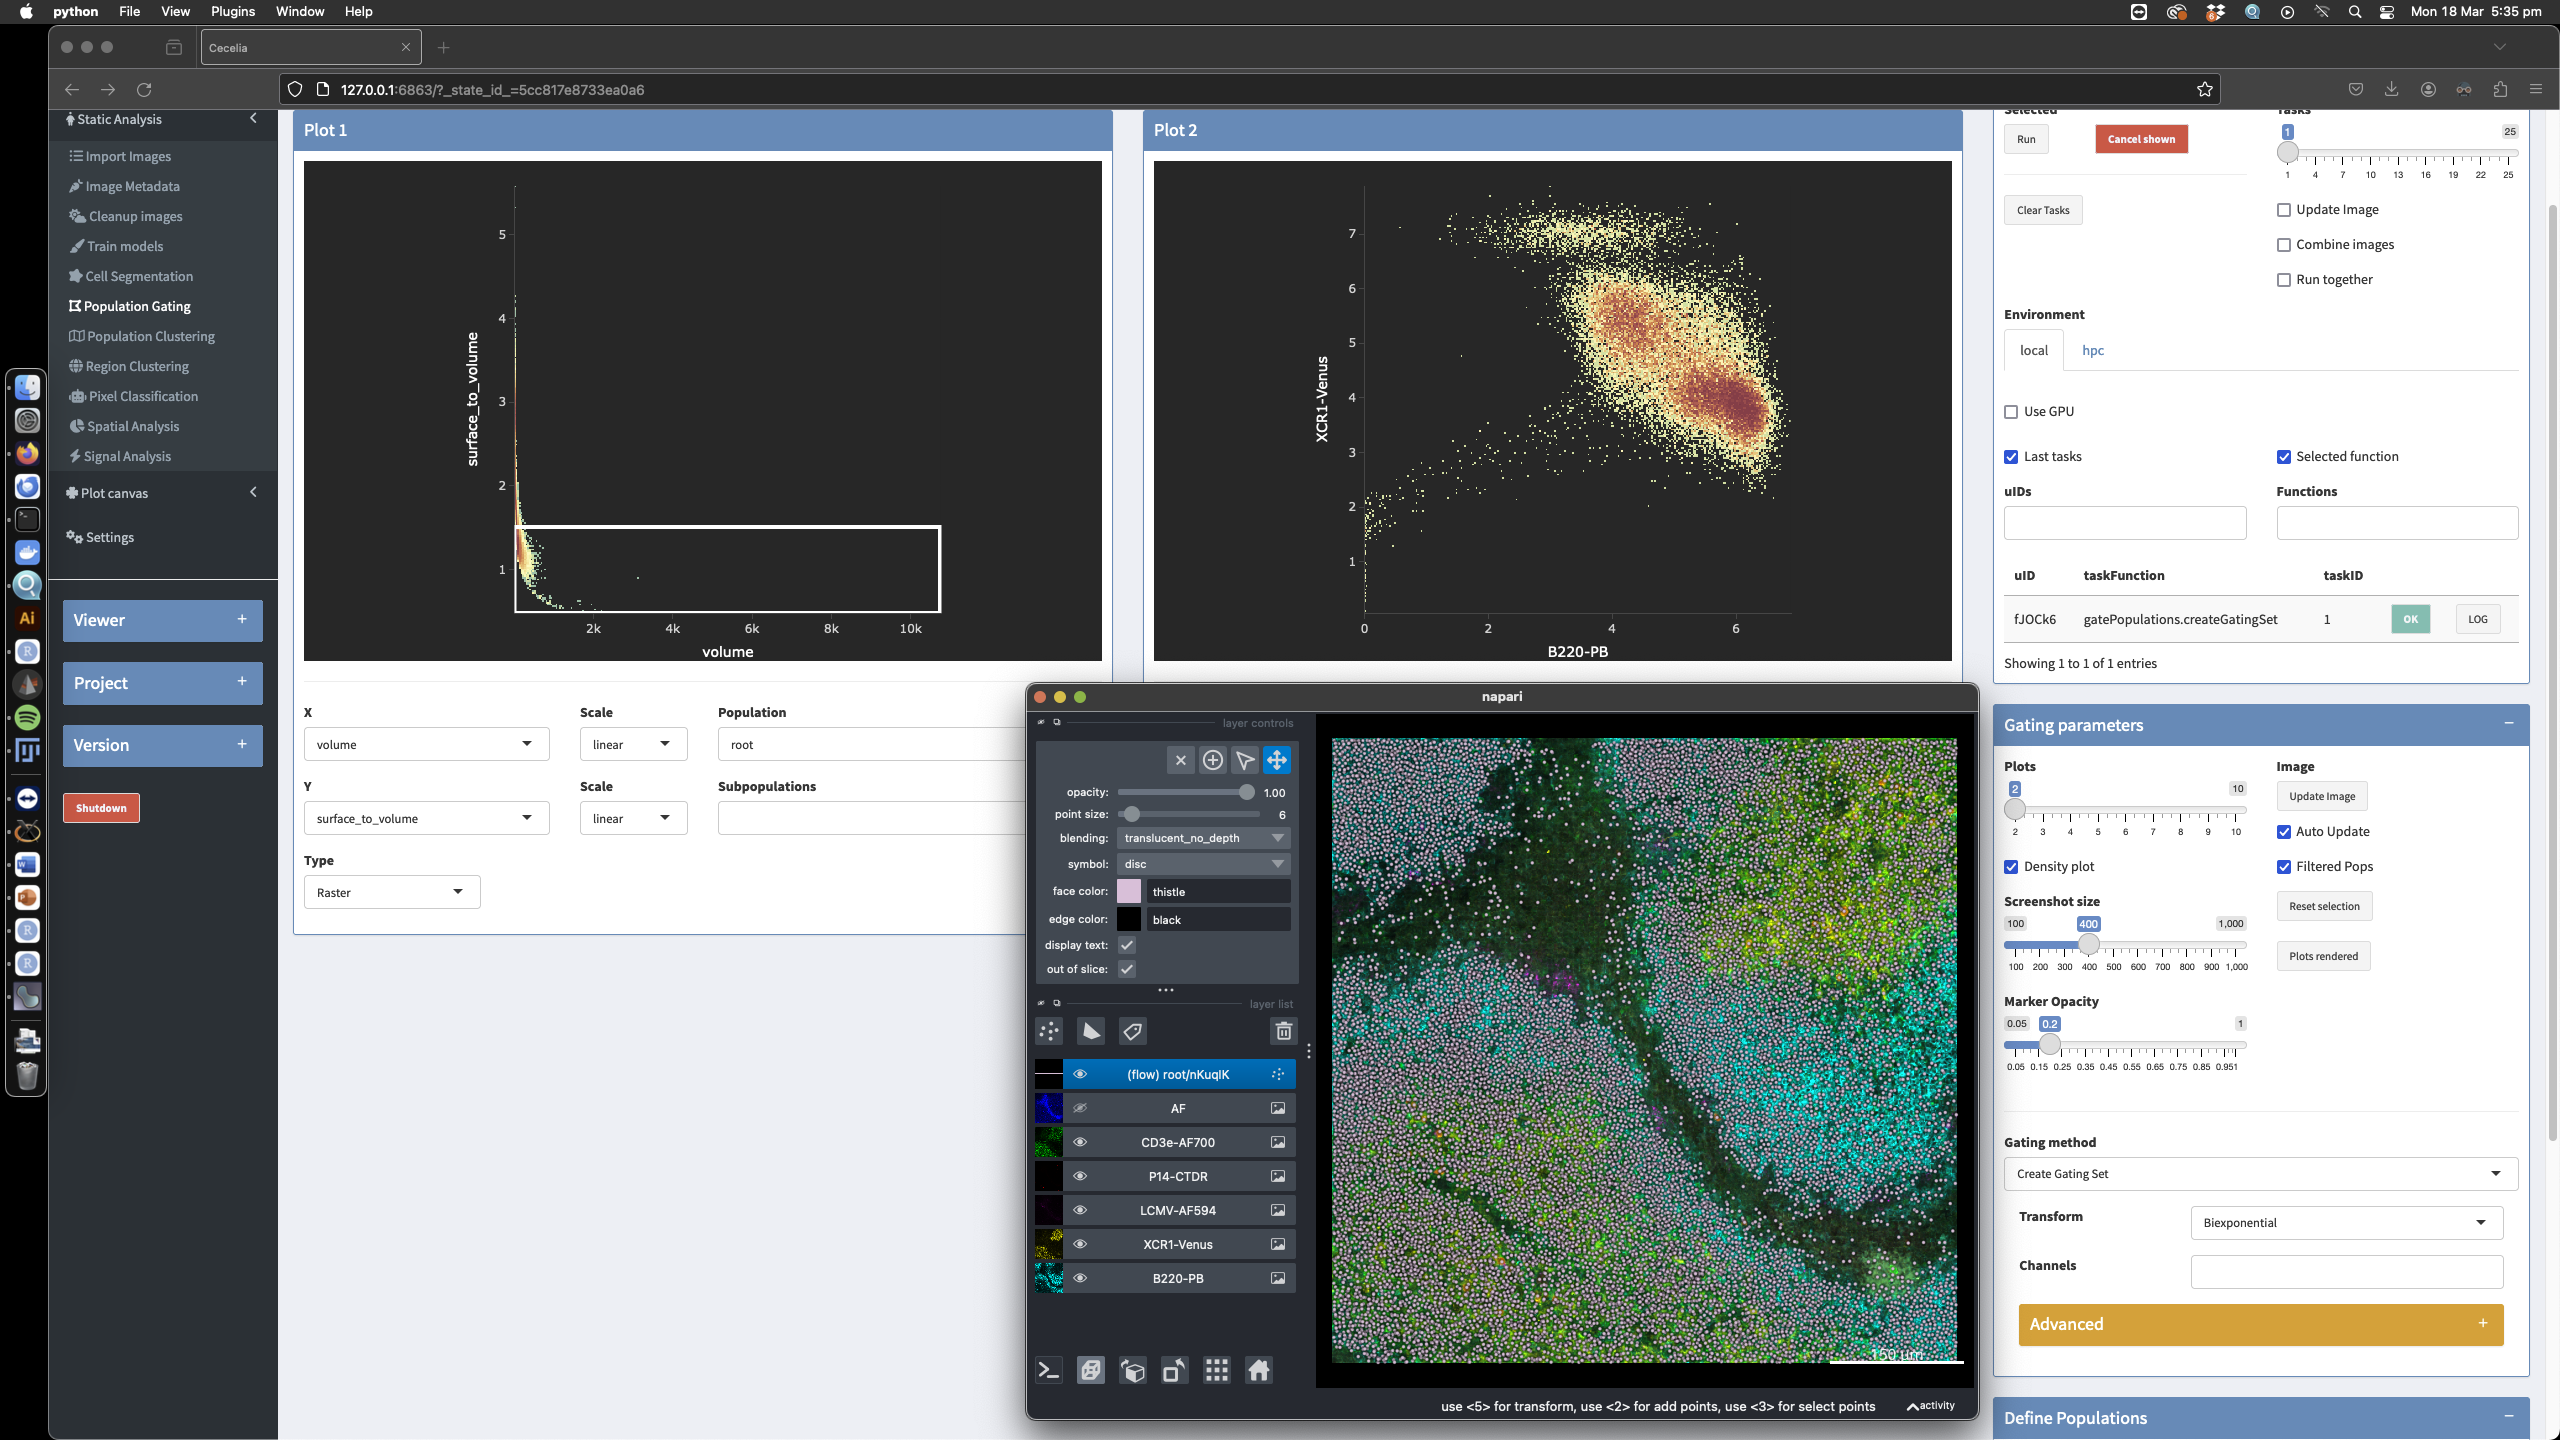 python File View Plugins Window Help
6
Mon 18 Mar 5:35 pm
Cecelia
127.0.0.1:6863/?_state_id_=5cc817e8733ea0a6
Static Analysis
Import Images
Image Metadata
Cleanup images
Train models
Cell Segmentation
Population Gating
Population Clustering
Region Clustering
Pixel Classification
Spatial Analysis
Signal Analysis
Plot canvas
Settings
Viewer +
Project +
Version +
Shutdown
Ai
Plot 1
surface_to_volume
5
4
3
2
1
2k 4k 6k 8k 10k
volume
X Scale Population
volume linear root
Y Scale Subpopulations
surface_to_volume linear
Type
Raster
Plot 2
XCR1-Venus
7
6
5
4
3
2
1
0 2 4 6
B220-PB
napari
layer controls
opacity: 1.00
point size: 6
blending: translucent_no_depth
symbol: disc
face color: thistle
edge color: black
display text:
out of slice:
layer list
(flow) root/nKuqlK
AF
CD3e-AF700
P14-CTDR
LCMV-AF594
XCR1-Venus
B220-PB
150 µm
use <5> for transform, use <2> for add points, use <3> for select points
activity
Selected Tasks
Run Cancel shown
1 25
1 4 7 10 13 16 19 22 25
Clear Tasks
Update Image
Combine images
Run together
Environment
local hpc
Use GPU
Last tasks Selected function
uIDs Functions
uID taskFunction taskID
fJOCk6 gatePopulations.createGatingSet 1 OK LOG
Showing 1 to 1 of 1 entries
Gating parameters −
Plots Image
2 10
2 3 4 5 6 7 8 9 10
Update Image
Auto Update
Density plot Filtered Pops
Screenshot size
100 400 1,000
100 200 300 400 500 600 700 800 900 1,000
Reset selection
Plots rendered
Marker Opacity
0.05 0.2 1
0.05 0.15 0.25 0.35 0.45 0.55 0.65 0.75 0.85 0.951
Gating method
Create Gating Set
Transform Biexponential
Channels
Advanced +
Define Populations −